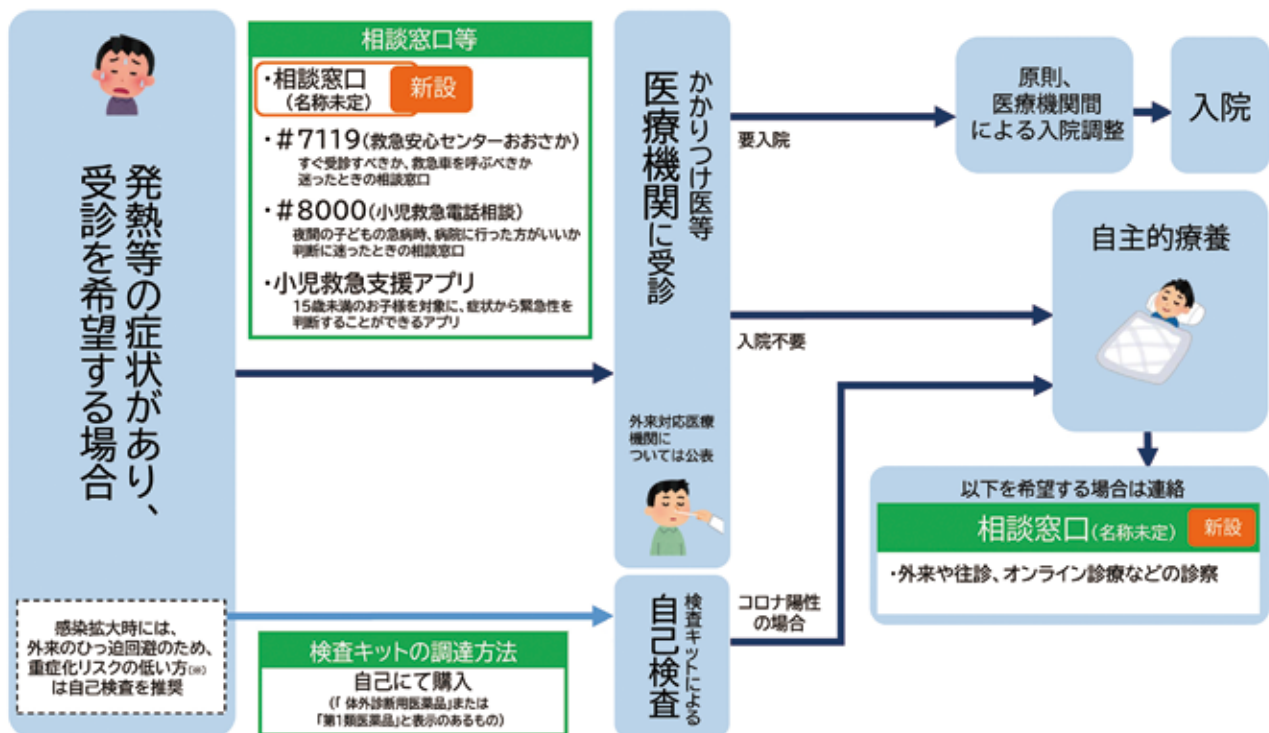 発熱等の症状があり、
受診を希望する場合
感染拡大時には、
外来のひっ迫回避のため、
重症化リスクの低い方(※)
は自己検査を推奨
相談窓口等
・相談窓口
(名称未定)
新設
・#7119(救急安心センターおおさか)
すぐ受診すべきか、救急車を呼ぶべきか
迷ったときの相談窓口
・#8000(小児救急電話相談)
夜間の子どもの急病時、病院に行った方がいいか
判断に迷ったときの相談窓口
・小児救急支援アプリ
15歳未満のお子様を対象に、症状から緊急性を
判断することができるアプリ
検査キットの調達方法
自己にて購入
(「体外診断用医薬品」または
「第1類医薬品」と表示のあるもの)
かかりつけ医等
医療機関に受診
外来対応医療
機関に
ついては公表
検査キットによる
自己検査
要入院
入院不要
コロナ陽性
の場合
原則、
医療機関間
による入院調整
入院
自主的療養
以下を希望する場合は連絡
相談窓口(名称未定)
新設
・外来や往診、オンライン診療などの診察